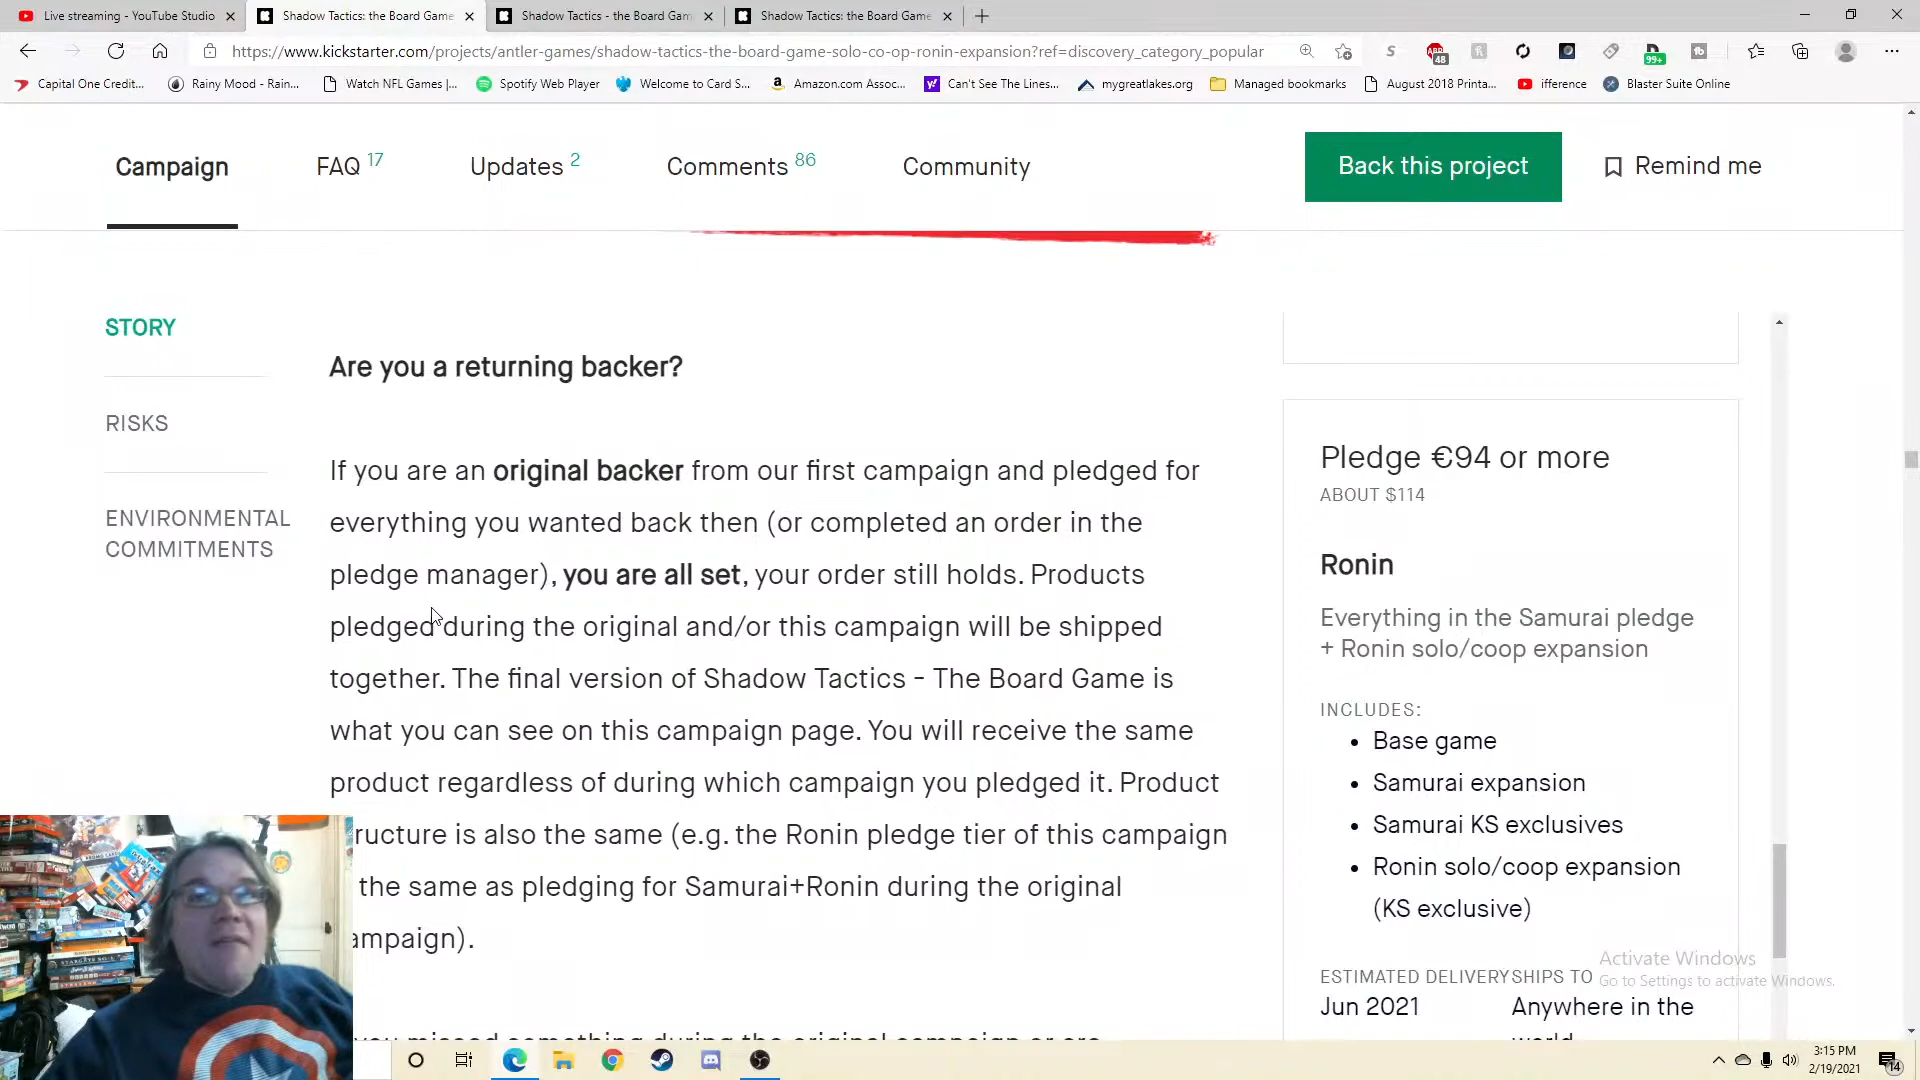 Live streaming - YouTube Studio
Shadow Tactics: the Board Game
Shadow Tactics - the Board Gam
Shadow Tactics: the Board Game
https://www.kickstarter.com/projects/antler-games/shadow-tactics-the-board-game-solo-co-op-ronin-expansion?ref=discovery_category_popular
48
99+
Capital One Credit...
Rainy Mood - Rain...
Watch NFL Games |...
Spotify Web Player
Welcome to Card S...
Amazon.com Assoc...
Can't See The Lines...
mygreatlakes.org
Managed bookmarks
August 2018 Printa...
ifference
Blaster Suite Online
Campaign
FAQ 17
Updates 2
Comments 86
Community
Back this project
Remind me
STORY
RISKS
ENVIRONMENTAL
COMMITMENTS
Are you a returning backer?
If you are an original backer from our first campaign and pledged for
everything you wanted back then (or completed an order in the
pledge manager), you are all set, your order still holds. Products
pledged during the original and/or this campaign will be shipped
together. The final version of Shadow Tactics - The Board Game is
what you can see on this campaign page. You will receive the same
product regardless of during which campaign you pledged it. Product
ructure is also the same (e.g. the Ronin pledge tier of this campaign
the same as pledging for Samurai+Ronin during the original
ampaign).
you missed something during the original campaign or are
Pledge €94 or more
ABOUT $114
Ronin
Everything in the Samurai pledge
+ Ronin solo/coop expansion
INCLUDES:
• Base game
• Samurai expansion
• Samurai KS exclusives
• Ronin solo/coop expansion
(KS exclusive)
ESTIMATED DELIVERY
Jun 2021
SHIPS TO
Anywhere in the
world
Activate Windows
Go to Settings to activate Windows.
3:15 PM
2/19/2021
14